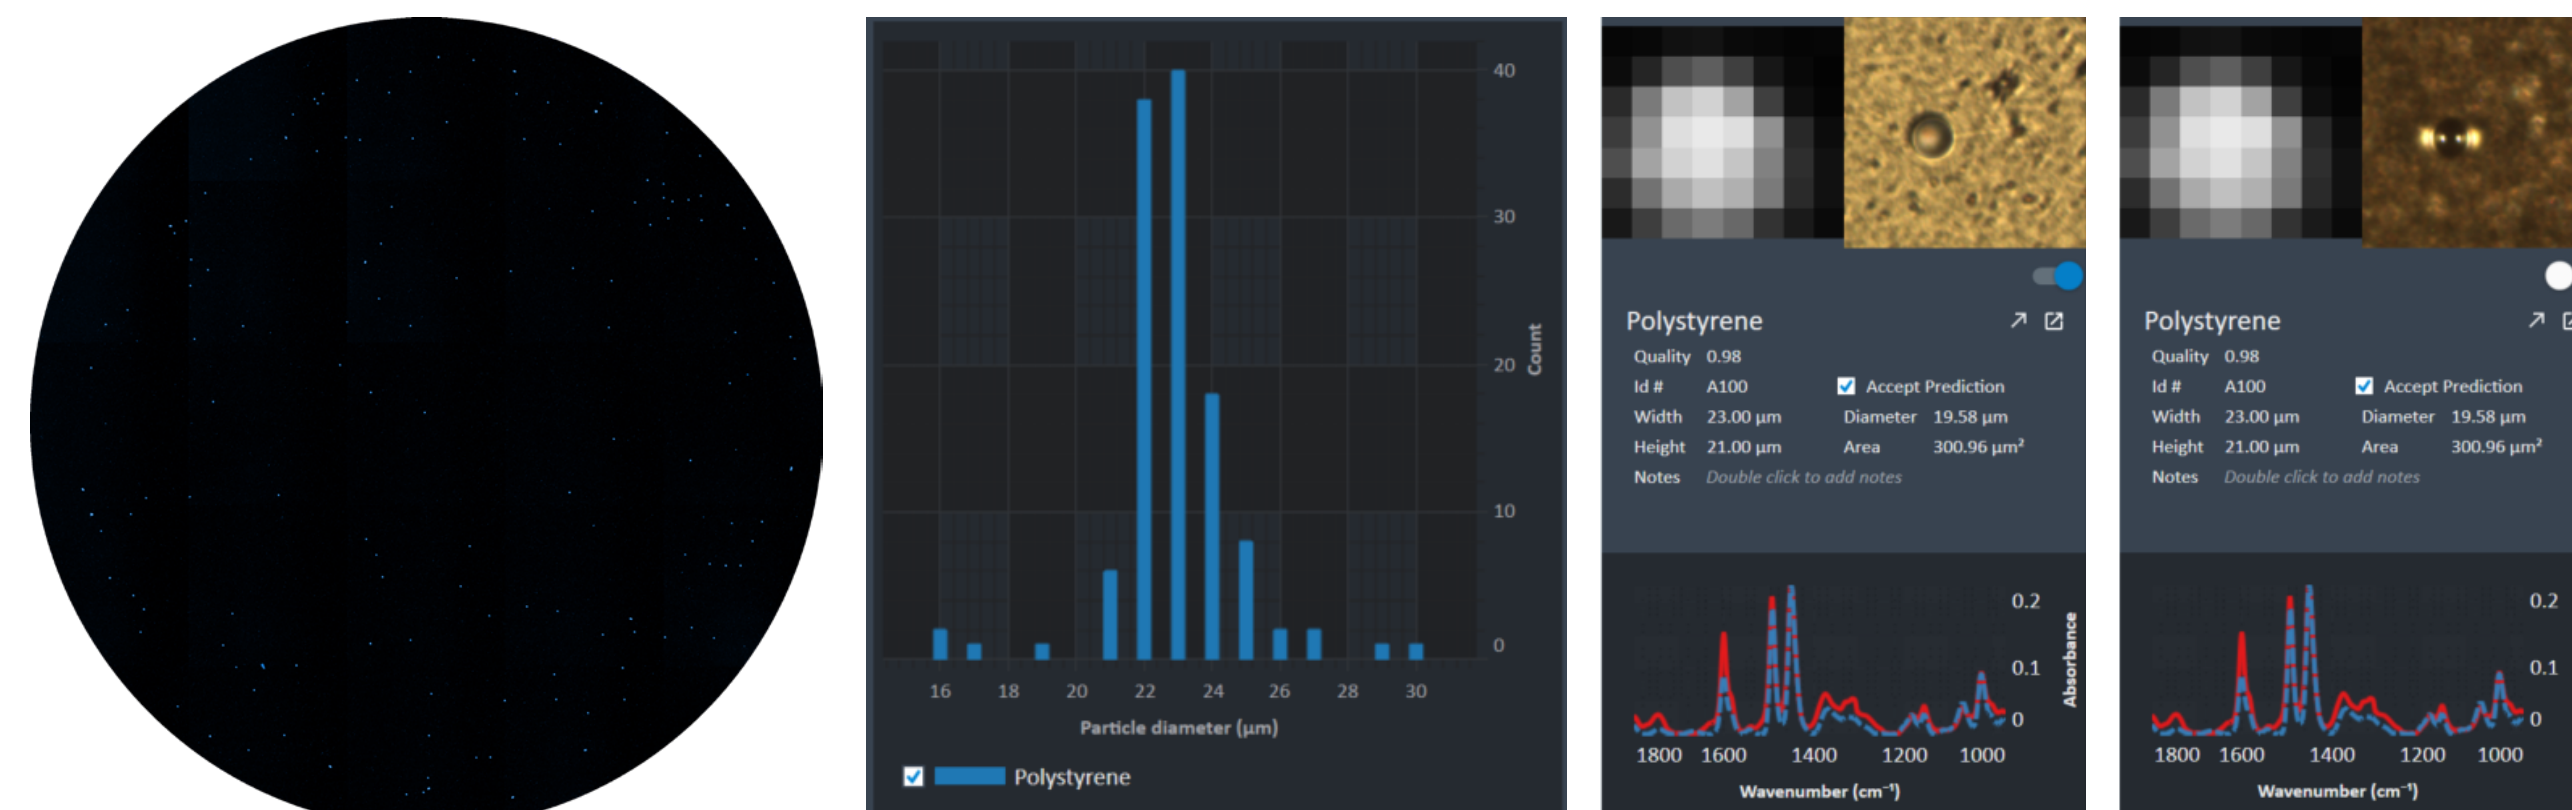 40
30
20
10
0
Count
16 18 20 22 24 26 28 30
Particle diameter (µm)
Polystyrene
Polystyrene
Quality 0.98
Id # A100 Accept Prediction
Width 23.00 µm Diameter 19.58 µm
Height 21.00 µm Area 300.96 µm²
Notes Double click to add notes
0.2
0.1
0
Absorbance
1800 1600 1400 1200 1000
Wavenumber (cm⁻¹)
Polystyrene
Quality 0.98
Id # A100 Accept Prediction
Width 23.00 µm Diameter 19.58 µm
Height 21.00 µm Area 300.96 µm²
Notes Double click to add notes
0.2
0.1
0
1800 1600 1400 1200 1000
Wavenumber (cm⁻¹)